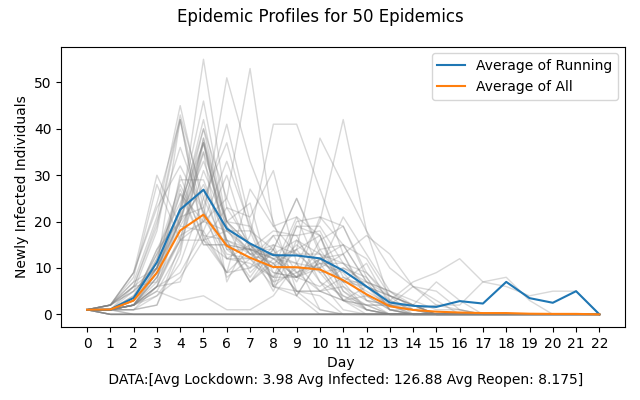 Epidemic Profiles for 50 Epidemics
Average of Running
Average of All
Newly Infected Individuals
50
40
30
20
10
0
0 1 2 3 4 5 6 7 8 9 10 11 12 13 14 15 16 17 18 19 20 21 22
Day
DATA:[Avg Lockdown: 3.98 Avg Infected: 126.88 Avg Reopen: 8.175]